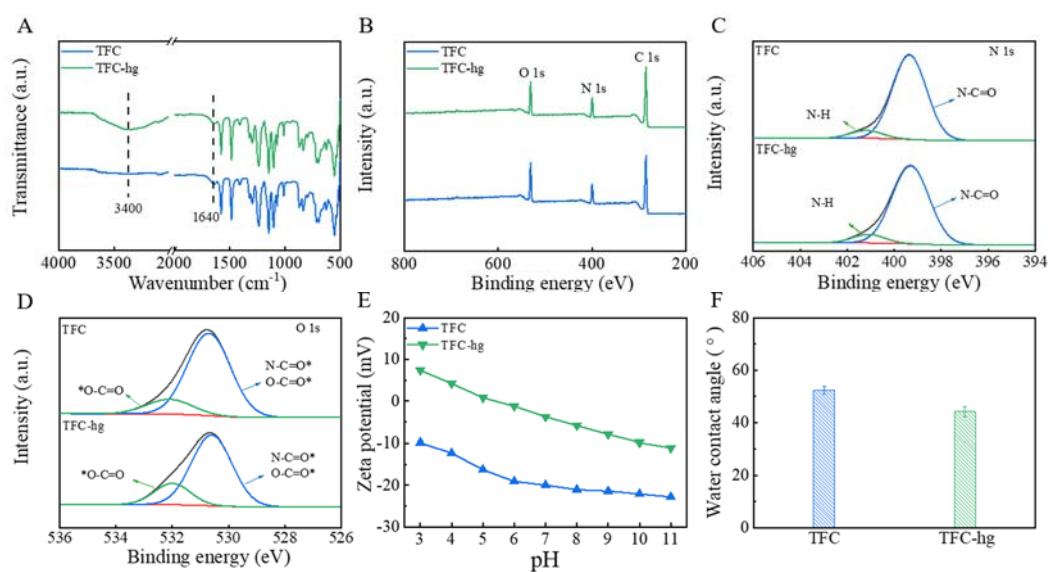 A
TFC
TFC-hg
Transmittance (a.u.)
3400
1640
4000 3500 2000 1500 1000 500
Wavenumber (cm⁻¹)
B
TFC
TFC-hg
O 1s
N 1s
C 1s
Intensity (a.u.)
800 600 400 200
Binding energy (eV)
C
TFC
N 1s
N-H
N-C=O
TFC-hg
N-H
N-C=O
Intensity (a.u.)
406 404 402 400 398 396 394
Binding energy (eV)
D
TFC
O 1s
*O-C=O
N-C=O*
O-C=O*
TFC-hg
*O-C=O
N-C=O*
O-C=O*
Intensity (a.u.)
536 534 532 530 528 526
Binding energy (eV)
E
TFC
TFC-hg
Zeta potential (mV)
20
10
0
-10
-20
-30
3 4 5 6 7 8 9 10 11
pH
F
Water contact angle (°)
80
60
40
20
0
TFC TFC-hg